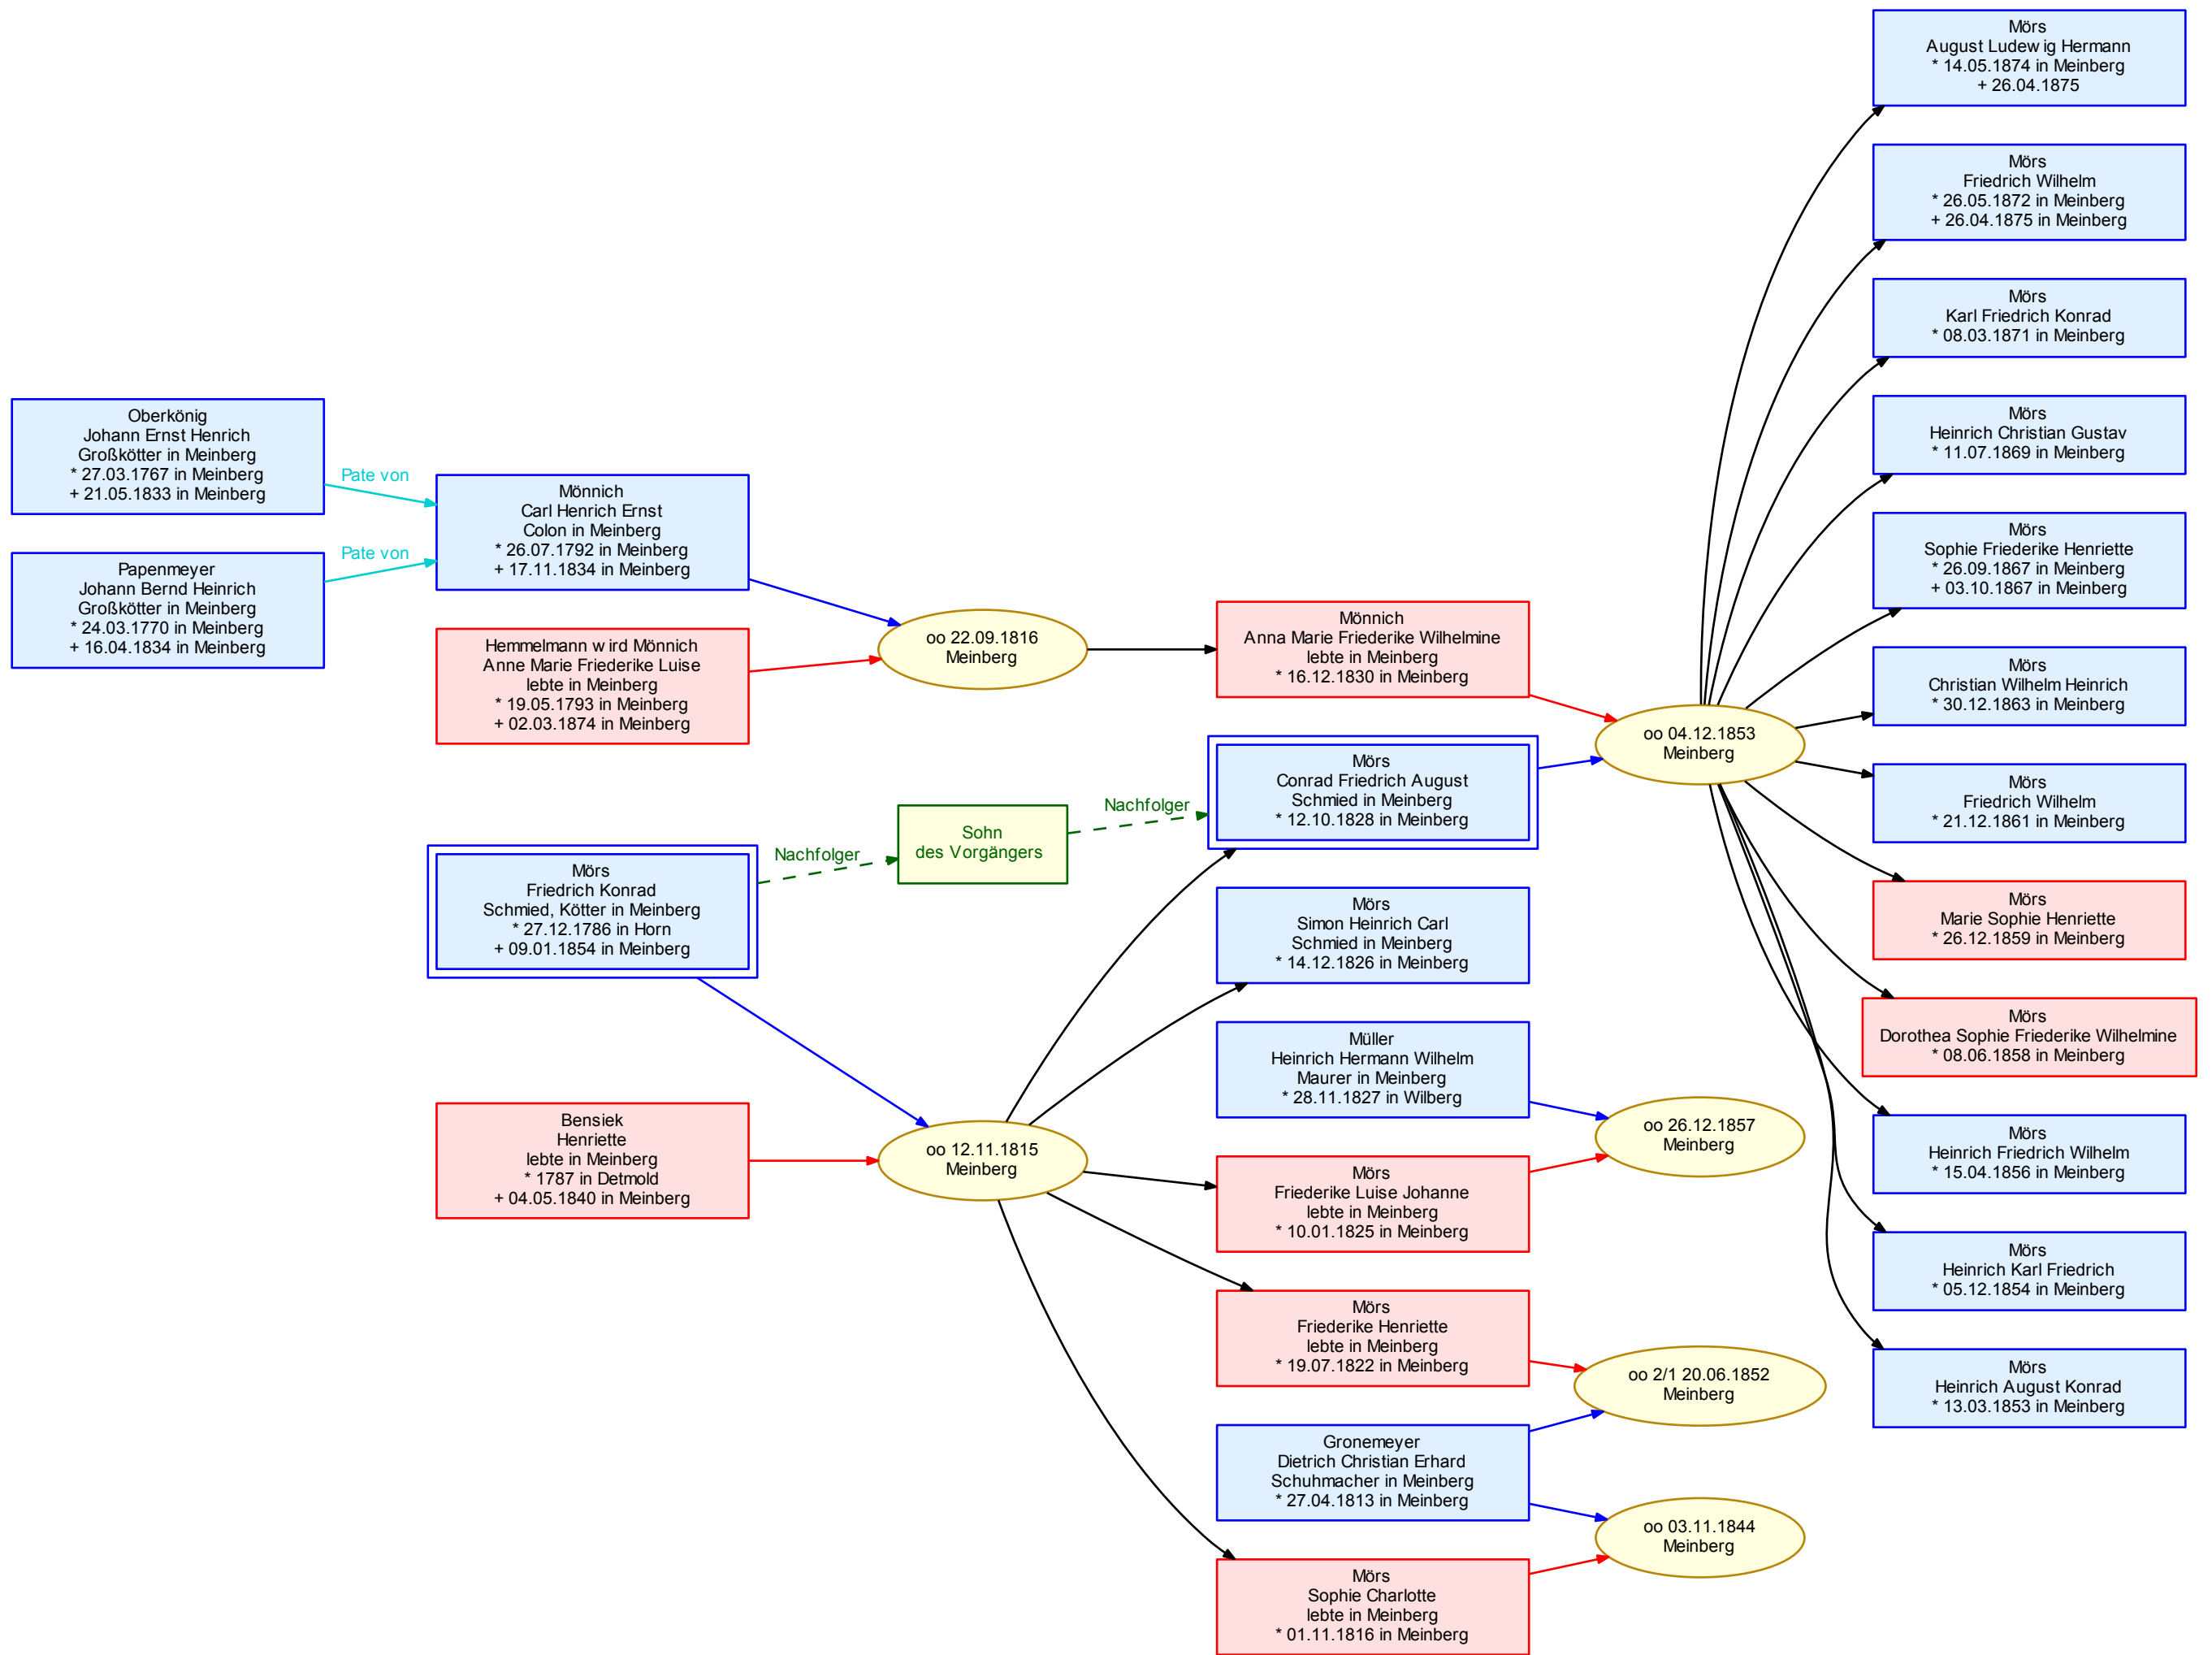 Oberkönig
Johann Ernst Henrich
Großkötter in Meinberg
* 27.03.1767 in Meinberg
+ 21.05.1833 in Meinberg
Papenmeyer
Johann Bernd Heinrich
Großkötter in Meinberg
* 24.03.1770 in Meinberg
+ 16.04.1834 in Meinberg
Pate von
Pate von
Mönnich
Carl Henrich Ernst
Colon in Meinberg
* 26.07.1792 in Meinberg
+ 17.11.1834 in Meinberg
Hemmelmann wird Mönnich
Anne Marie Friederike Luise
lebte in Meinberg
* 19.05.1793 in Meinberg
+ 02.03.1874 in Meinberg
Mörs
Friedrich Konrad
Schmied, Kötter in Meinberg
* 27.12.1786 in Horn
+ 09.01.1854 in Meinberg
Bensiek
Henriette
lebte in Meinberg
* 1787 in Detmold
+ 04.05.1840 in Meinberg
Nachfolger
oo 22.09.1816
Meinberg
Sohn
des Vorgängers
oo 12.11.1815
Meinberg
Nachfolger
Mönnich
Anna Marie Friederike Wilhelmine
lebte in Meinberg
* 16.12.1830 in Meinberg
Mörs
Conrad Friedrich August
Schmied in Meinberg
* 12.10.1828 in Meinberg
Mörs
Simon Heinrich Carl
Schmied in Meinberg
* 14.12.1826 in Meinberg
Müller
Heinrich Hermann Wilhelm
Maurer in Meinberg
* 28.11.1827 in Wilberg
Mörs
Friederike Luise Johanne
lebte in Meinberg
* 10.01.1825 in Meinberg
Mörs
Friederike Henriette
lebte in Meinberg
* 19.07.1822 in Meinberg
Gronemeyer
Dietrich Christian Erhard
Schuhmacher in Meinberg
* 27.04.1813 in Meinberg
Mörs
Sophie Charlotte
lebte in Meinberg
* 01.11.1816 in Meinberg
oo 04.12.1853
Meinberg
oo 26.12.1857
Meinberg
oo 2/1 20.06.1852
Meinberg
oo 03.11.1844
Meinberg
Mörs
August Ludewig Hermann
* 14.05.1874 in Meinberg
+ 26.04.1875
Mörs
Friedrich Wilhelm
* 26.05.1872 in Meinberg
+ 26.04.1875 in Meinberg
Mörs
Karl Friedrich Konrad
* 08.03.1871 in Meinberg
Mörs
Heinrich Christian Gustav
* 11.07.1869 in Meinberg
Mörs
Sophie Friederike Henriette
* 26.09.1867 in Meinberg
+ 03.10.1867 in Meinberg
Mörs
Christian Wilhelm Heinrich
* 30.12.1863 in Meinberg
Mörs
Friedrich Wilhelm
* 21.12.1861 in Meinberg
Mörs
Marie Sophie Henriette
* 26.12.1859 in Meinberg
Mörs
Dorothea Sophie Friederike Wilhelmine
* 08.06.1858 in Meinberg
Mörs
Heinrich Friedrich Wilhelm
* 15.04.1856 in Meinberg
Mörs
Heinrich Karl Friedrich
* 05.12.1854 in Meinberg
Mörs
Heinrich August Konrad
* 13.03.1853 in Meinberg